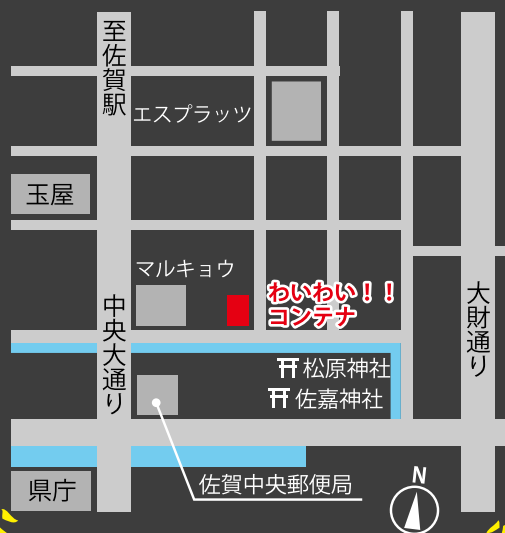 至佐賀駅
エスプラッツ
玉屋
マルキョウ
わいわい！！
コンテナ
中央大通り
大財通り
松原神社
佐嘉神社
佐賀中央郵便局
県庁
N